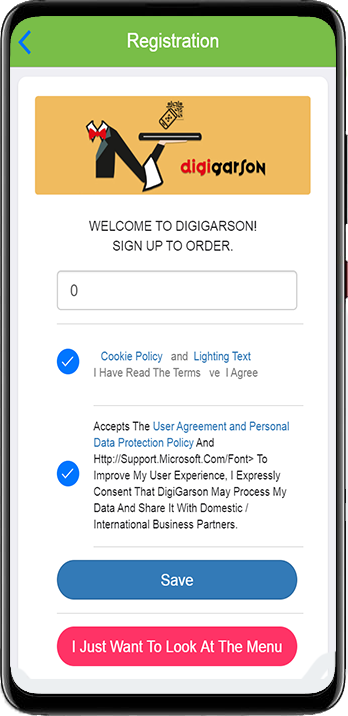 Registration
digigarson
WELCOME TO DIGIGARSON!
SIGN UP TO ORDER.
0
Cookie Policy and Lighting Text
I Have Read The Terms ve I Agree
Accepts The User Agreement and Personal
Data Protection Policy And
Http://Support.Microsoft.Com/Font> To
Improve My User Experience, I Expressly
Consent That DigiGarson May Process My
Data And Share It With Domestic /
International Business Partners.
Save
I Just Want To Look At The Menu